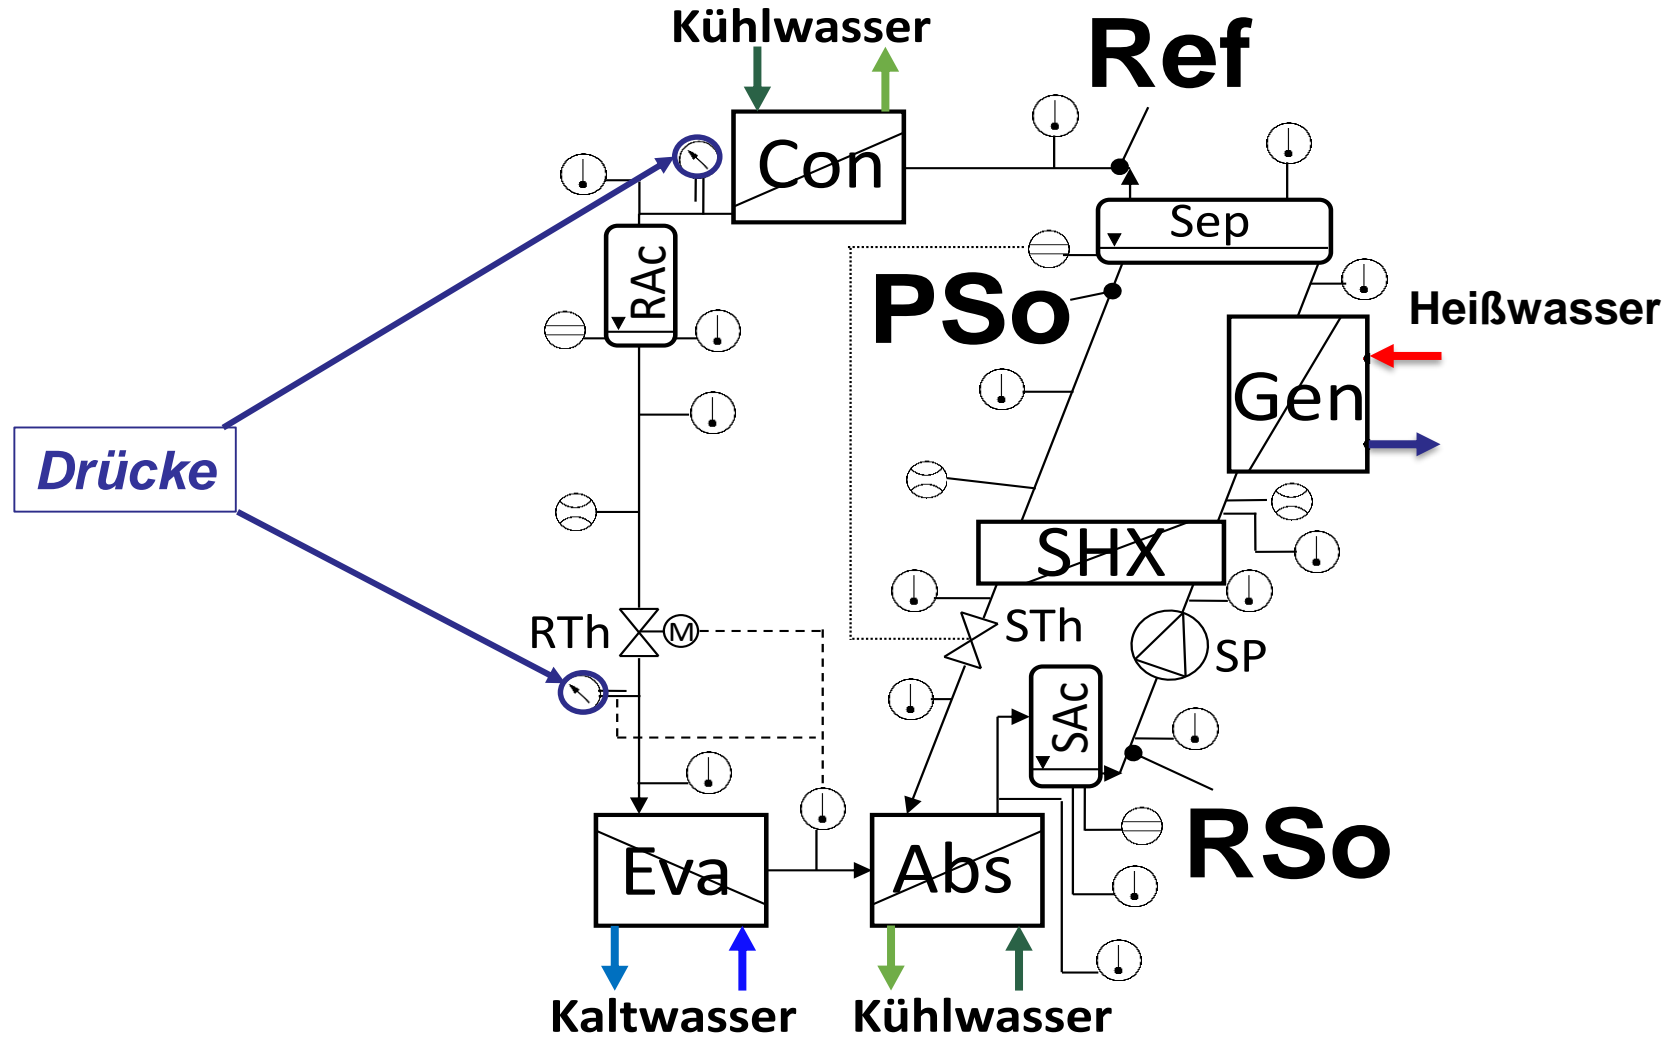 Kühlwasser
Ref
Con
Sep
RAc
PSo
Heißwasser
Gen
Drücke
SHX
RTh
M
STh
SP
SAc
RSo
Eva
Abs
Kaltwasser
Kühlwasser